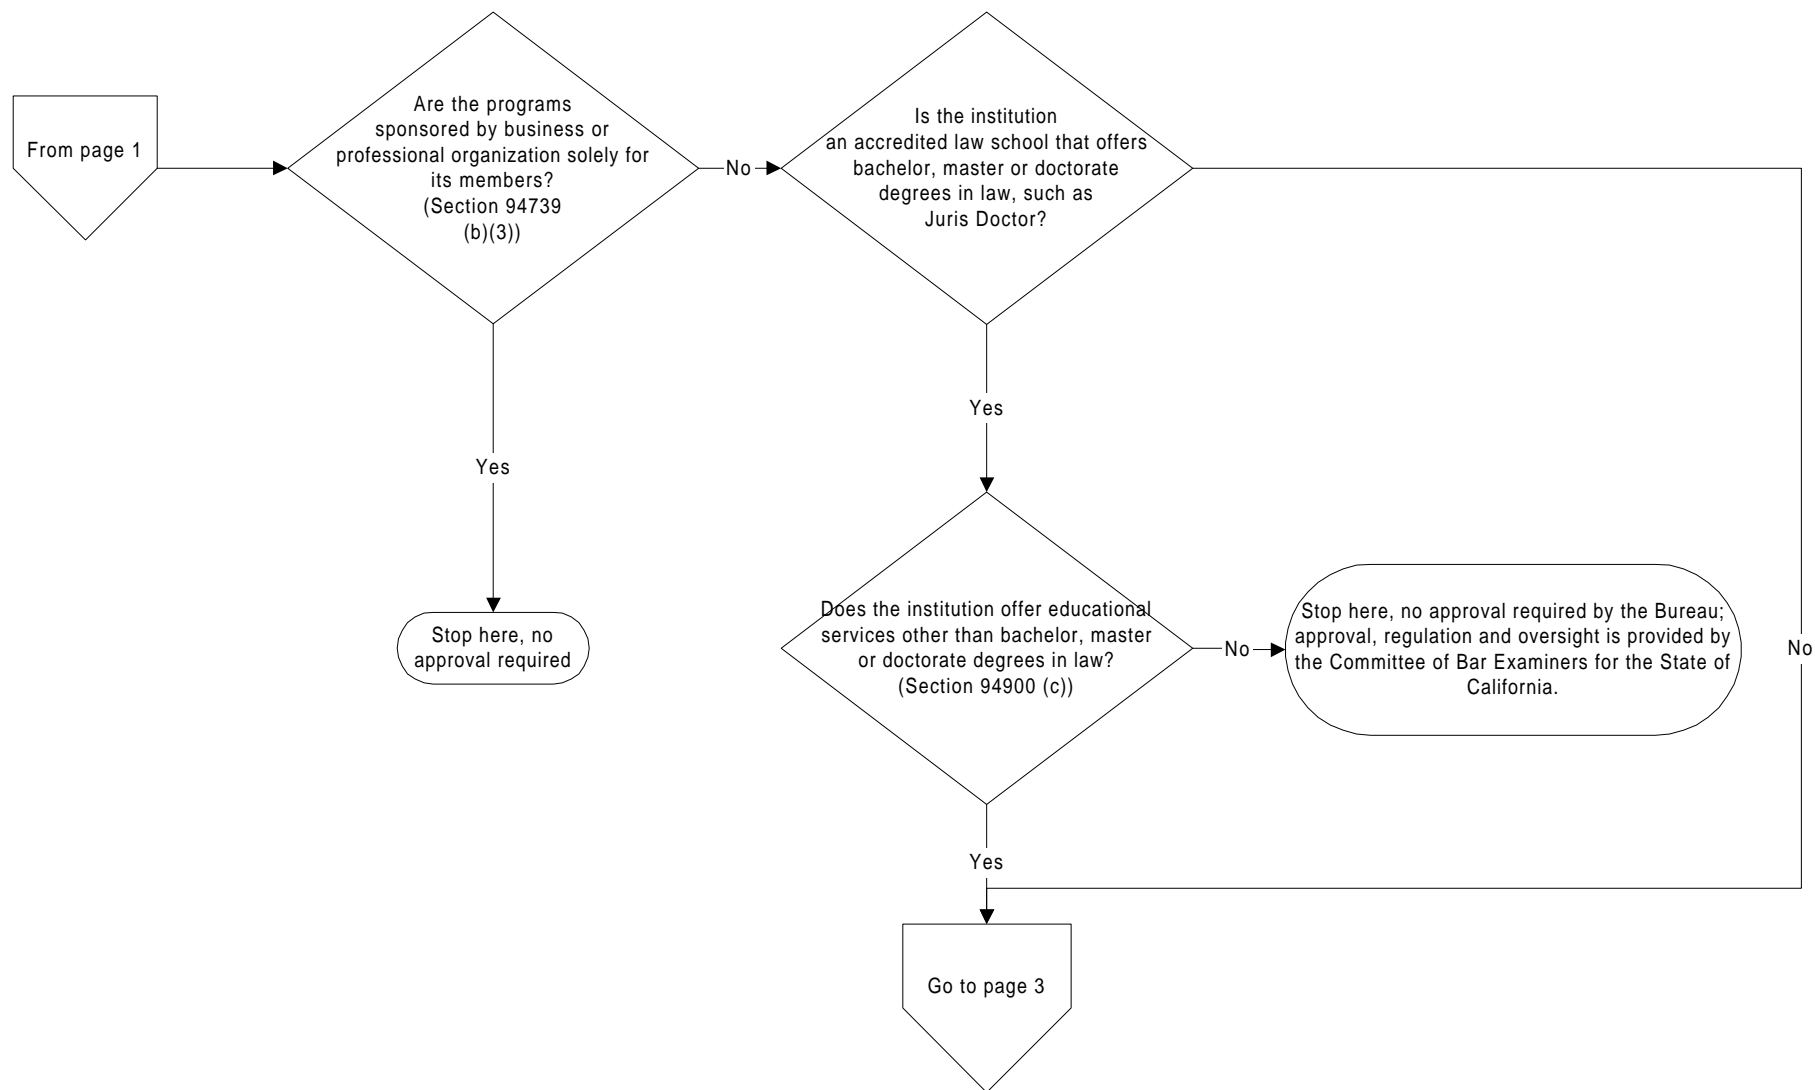 From page 1
Are the programs
sponsored by business or
professional organization solely for
its members?
(Section 94739
(b)(3))
No
Is the institution
an accredited law school that offers
bachelor, master or doctorate
degrees in law, such as
Juris Doctor?
Yes
Yes
Stop here, no
approval required
Does the institution offer educational
services other than bachelor, master
or doctorate degrees in law?
(Section 94900 (c))
No
Stop here, no approval required by the Bureau;
approval, regulation and oversight is provided by
the Committee of Bar Examiners for the State of
California.
No
Yes
Go to page 3